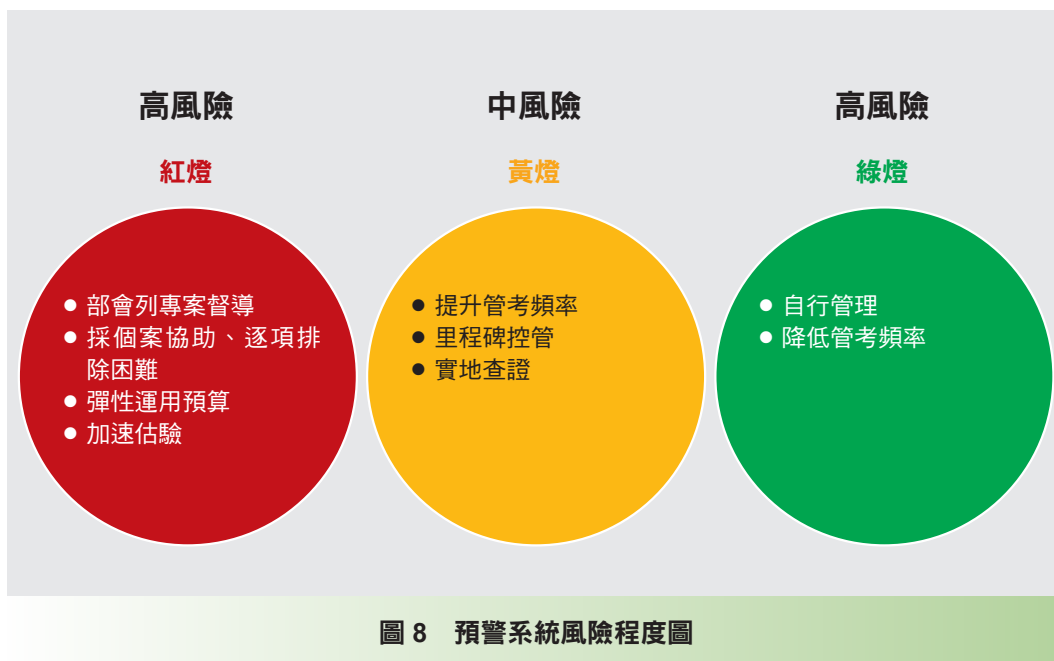 高風險
紅燈
● 部會列專案督導
● 採個案協助、逐項排
除困難
● 彈性運用預算
● 加速估驗
中風險
黃燈
● 提升管考頻率
● 里程碑控管
● 實地查證
高風險
綠燈
● 自行管理
● 降低管考頻率
圖 8 預警系統風險程度圖